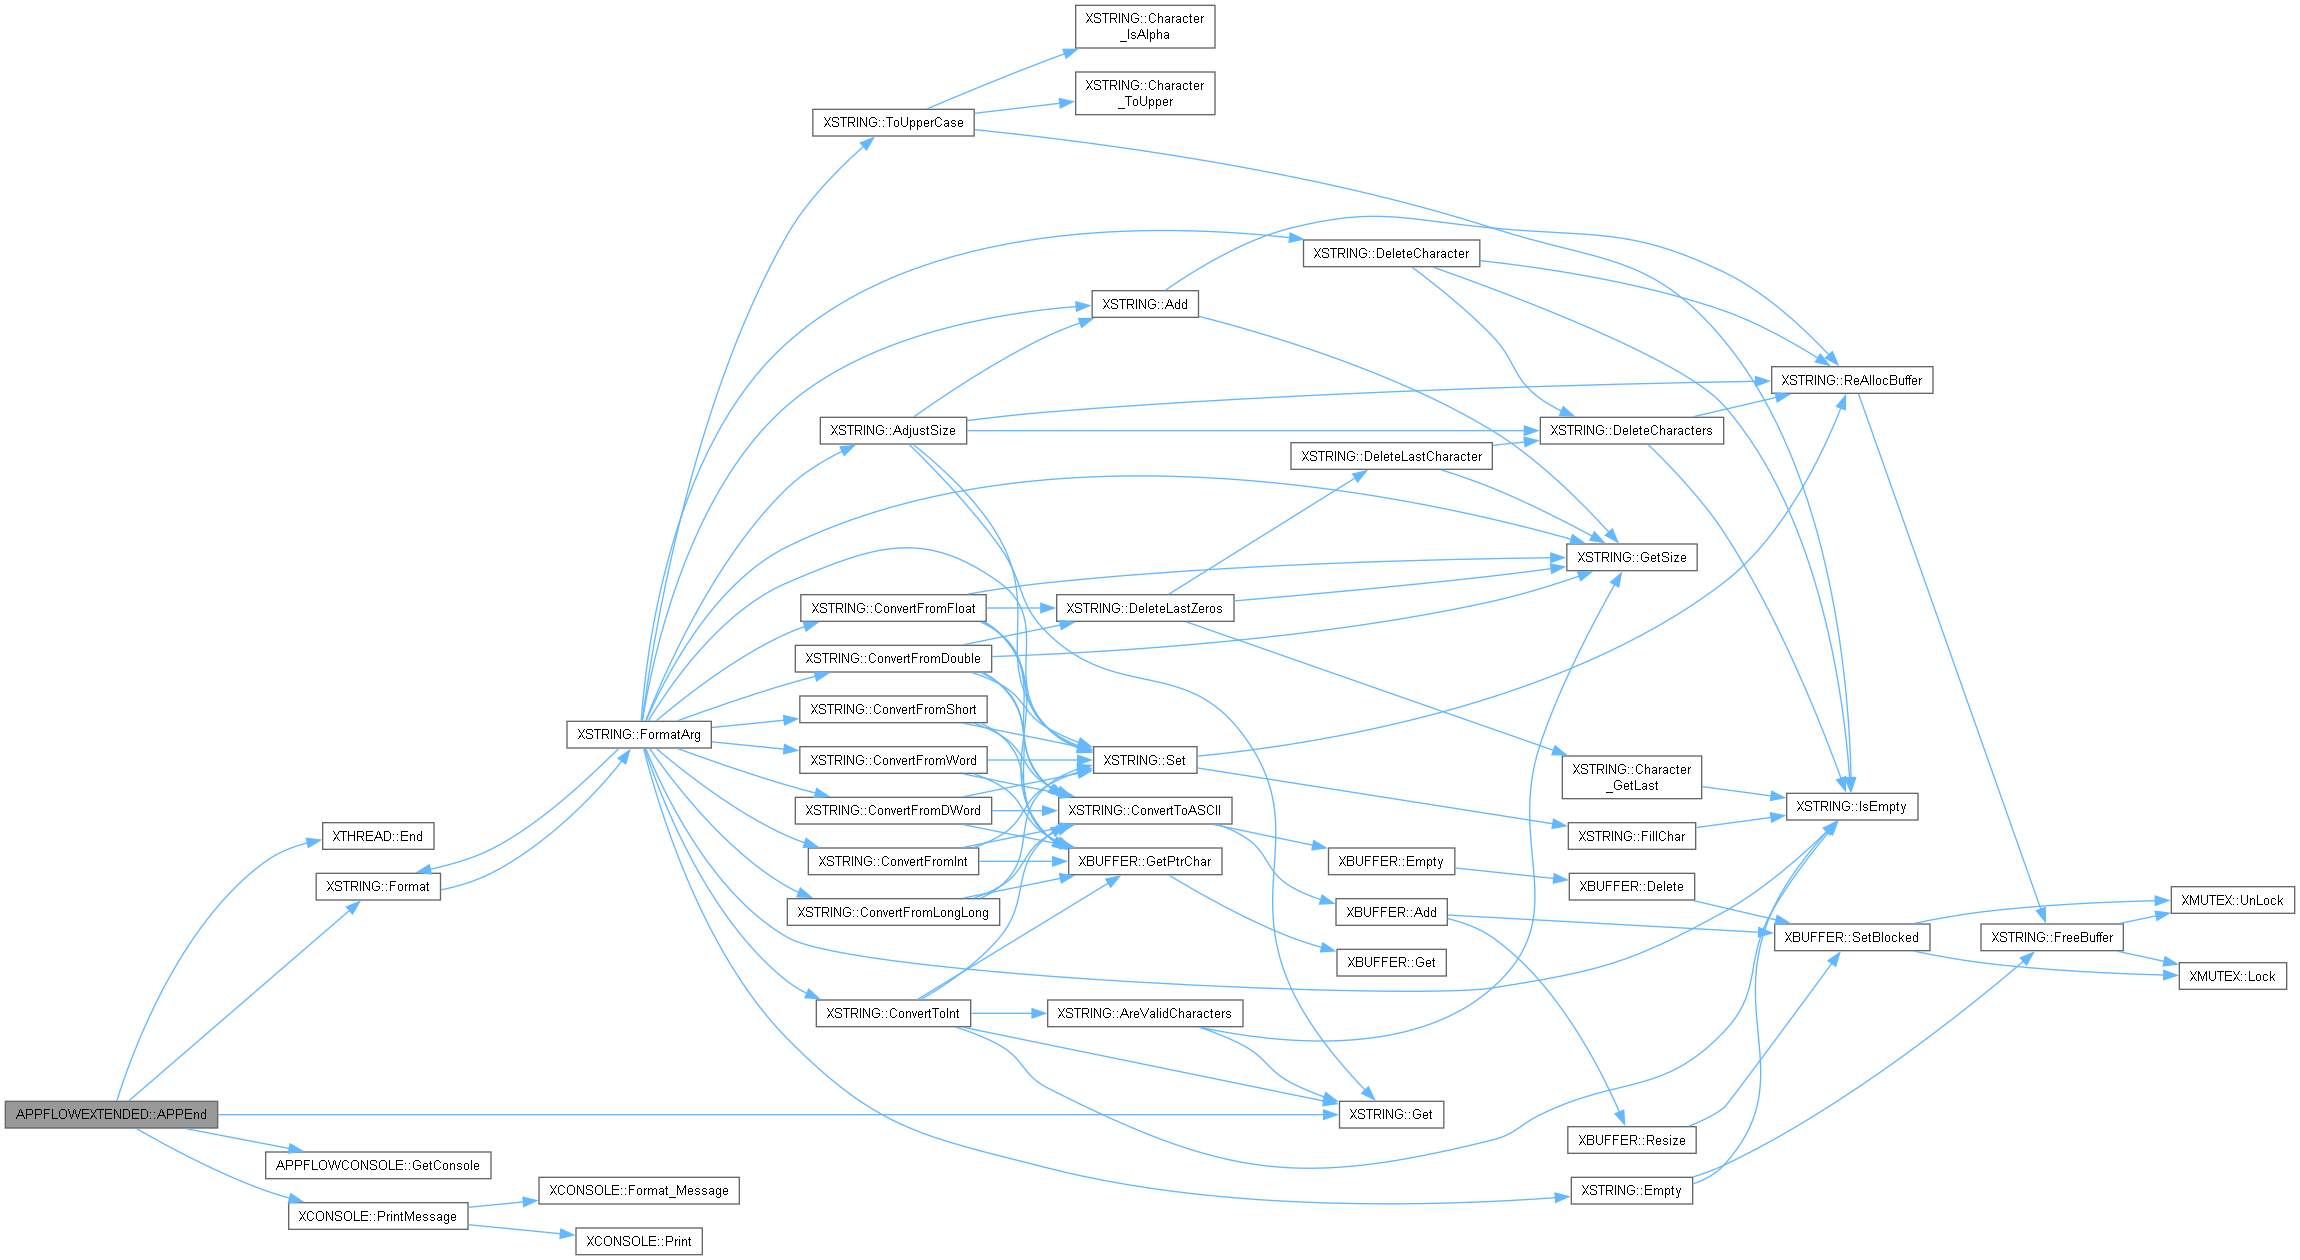 XSTRING::Character
_IsAlpha
XSTRING::Character
_ToUpper
XSTRING::ToUpperCase
XSTRING::DeleteCharacter
XSTRING::Add
XSTRING::ReAllocBuffer
XSTRING::AdjustSize
XSTRING::DeleteCharacters
XSTRING::DeleteLastCharacter
XSTRING::GetSize
XSTRING::ConvertFromFloat
XSTRING::DeleteLastZeros
XSTRING::ConvertFromDouble
XSTRING::ConvertFromShort
XSTRING::FormatArg
XSTRING::ConvertFromWord
XSTRING::Set
XSTRING::Character
_GetLast
XSTRING::ConvertFromDWord
XSTRING::ConvertToASCII
XSTRING::IsEmpty
XTHREAD::End
XSTRING::FillChar
XSTRING::ConvertFromInt
XBUFFER::GetPtrChar
XBUFFER::Empty
XSTRING::Format
XBUFFER::Delete
XMUTEX::UnLock
XSTRING::ConvertFromLongLong
XBUFFER::Add
XBUFFER::SetBlocked
XSTRING::FreeBuffer
XBUFFER::Get
XMUTEX::Lock
XSTRING::ConvertToInt
XSTRING::AreValidCharacters
APPFLOWEXTENDED::APPEnd
XSTRING::Get
XBUFFER::Resize
APPFLOWCONSOLE::GetConsole
XCONSOLE::Format_Message
XSTRING::Empty
XCONSOLE::PrintMessage
XCONSOLE::Print